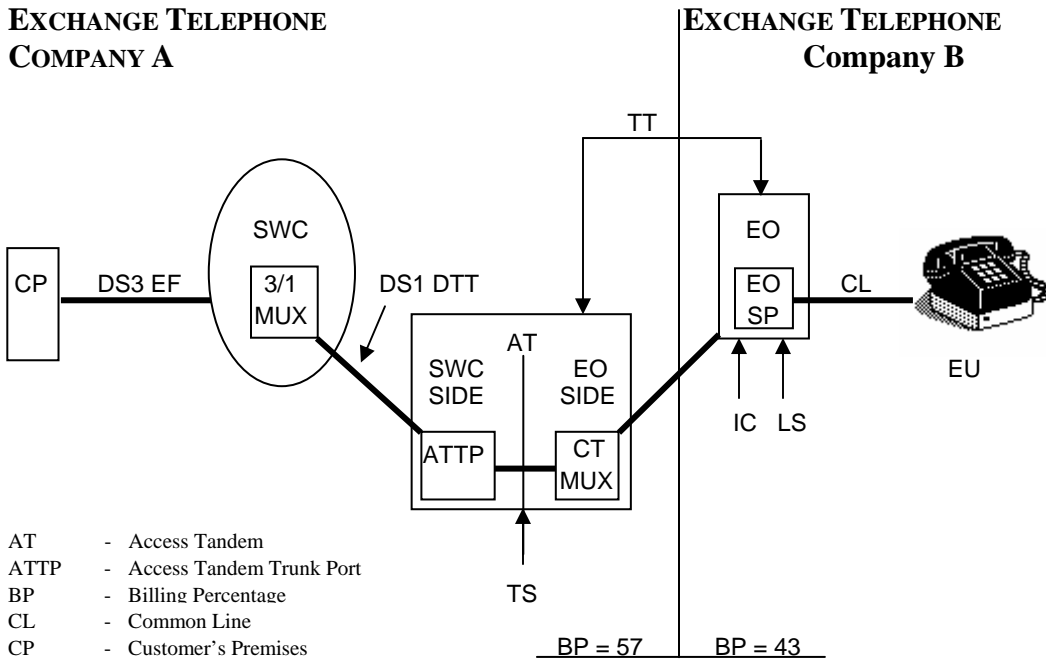 EXCHANGE TELEPHONE
COMPANY A
EXCHANGE TELEPHONE
Company B
TT
SWC
EO
CP
DS3 EF
3/1
MUX
DS1 DTT
EO
SP
CL
AT
SWC
SIDE
EO
SIDE
EU
IC LS
ATTP
CT
MUX
AT - Access Tandem
ATTP - Access Tandem Trunk Port
BP - Billing Percentage
TS
CL - Common Line
CP - Customer's Premises
BP = 57
BP = 43